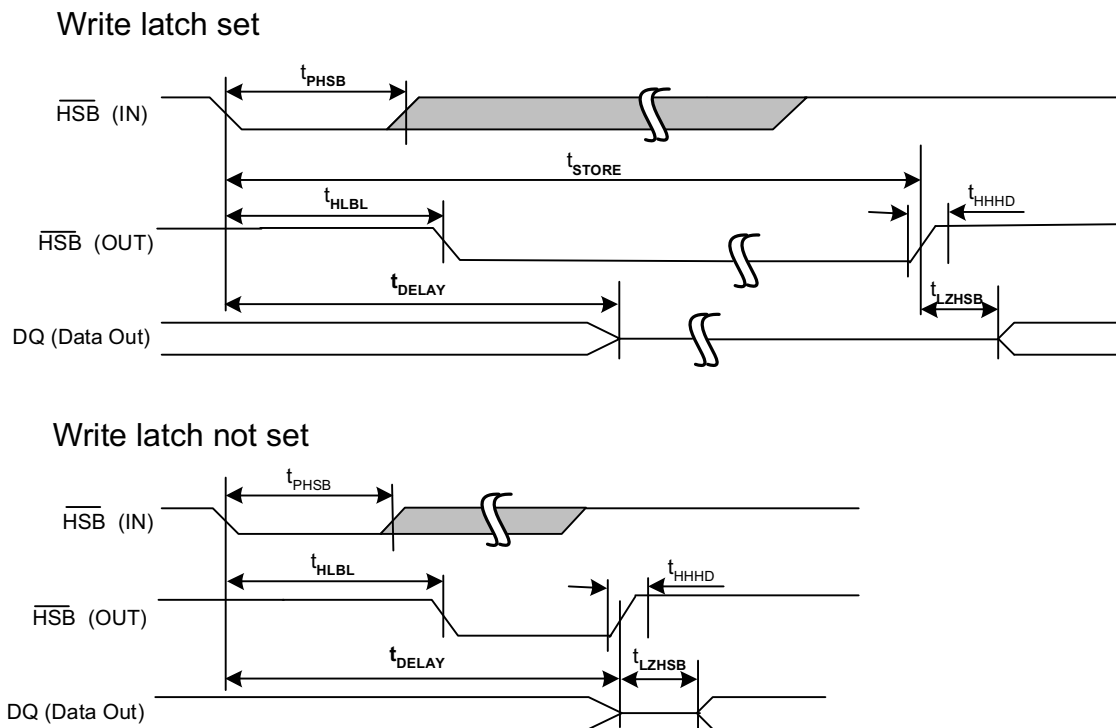 Write latch set
tPHSB
HSB (IN)
tSTORE
tHLBL
tHHHD
HSB (OUT)
tDELAY
tLZHSB
DQ (Data Out)
Write latch not set
tPHSB
HSB (IN)
tHLBL
tHHHD
HSB (OUT)
tDELAY
tLZHSB
DQ (Data Out)